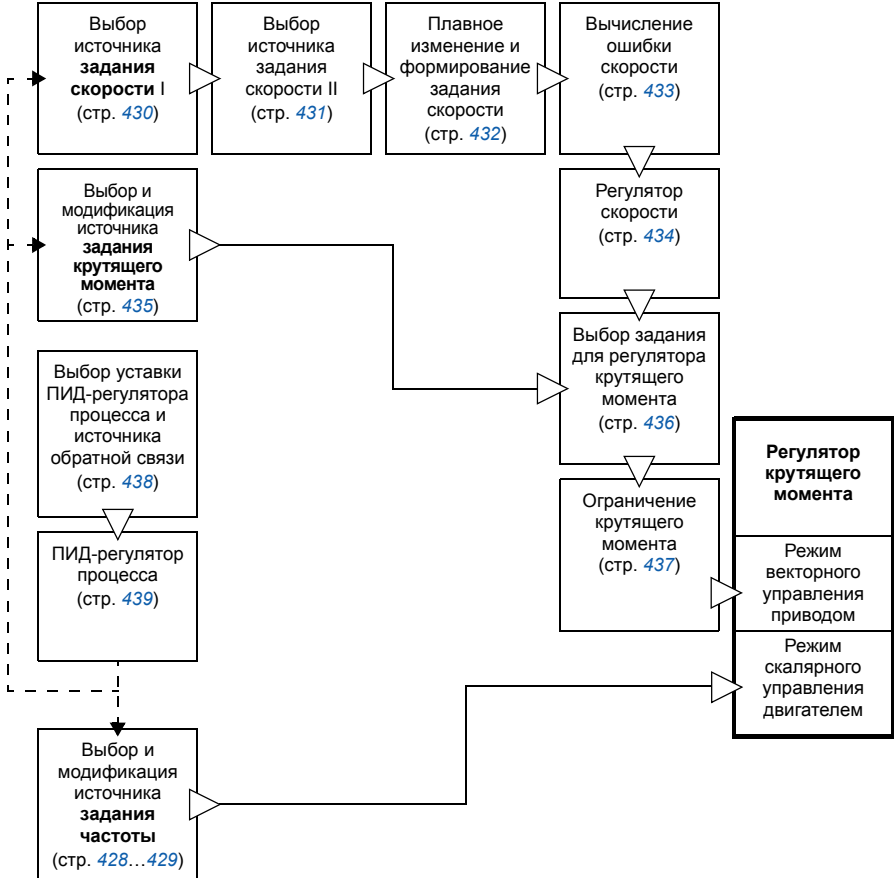 Выбор
источника
задания
скорости I
(стр. 430)
Выбор
источника
задания
скорости II
(стр. 431)
Плавное
изменение и
формирование
задания
скорости
(стр. 432)
Вычисление
ошибки
скорости
(стр. 433)
Выбор и
модификация
источника
задания
крутящего
момента
(стр. 435)
Регулятор
скорости
(стр. 434)
Выбор уставки
ПИД-регулятора
процесса и
источника
обратной связи
(стр. 438)
Выбор задания
для регулятора
крутящего
момента
(стр. 436)
ПИД-регулятор
процесса
(стр. 439)
Ограничение
крутящего
момента
(стр. 437)
Регулятор
крутящего
момента
Режим
векторного
управления
приводом
Режим
скалярного
управления
двигателем
Выбор и
модификация
источника
задания
частоты
(стр. 428…429)